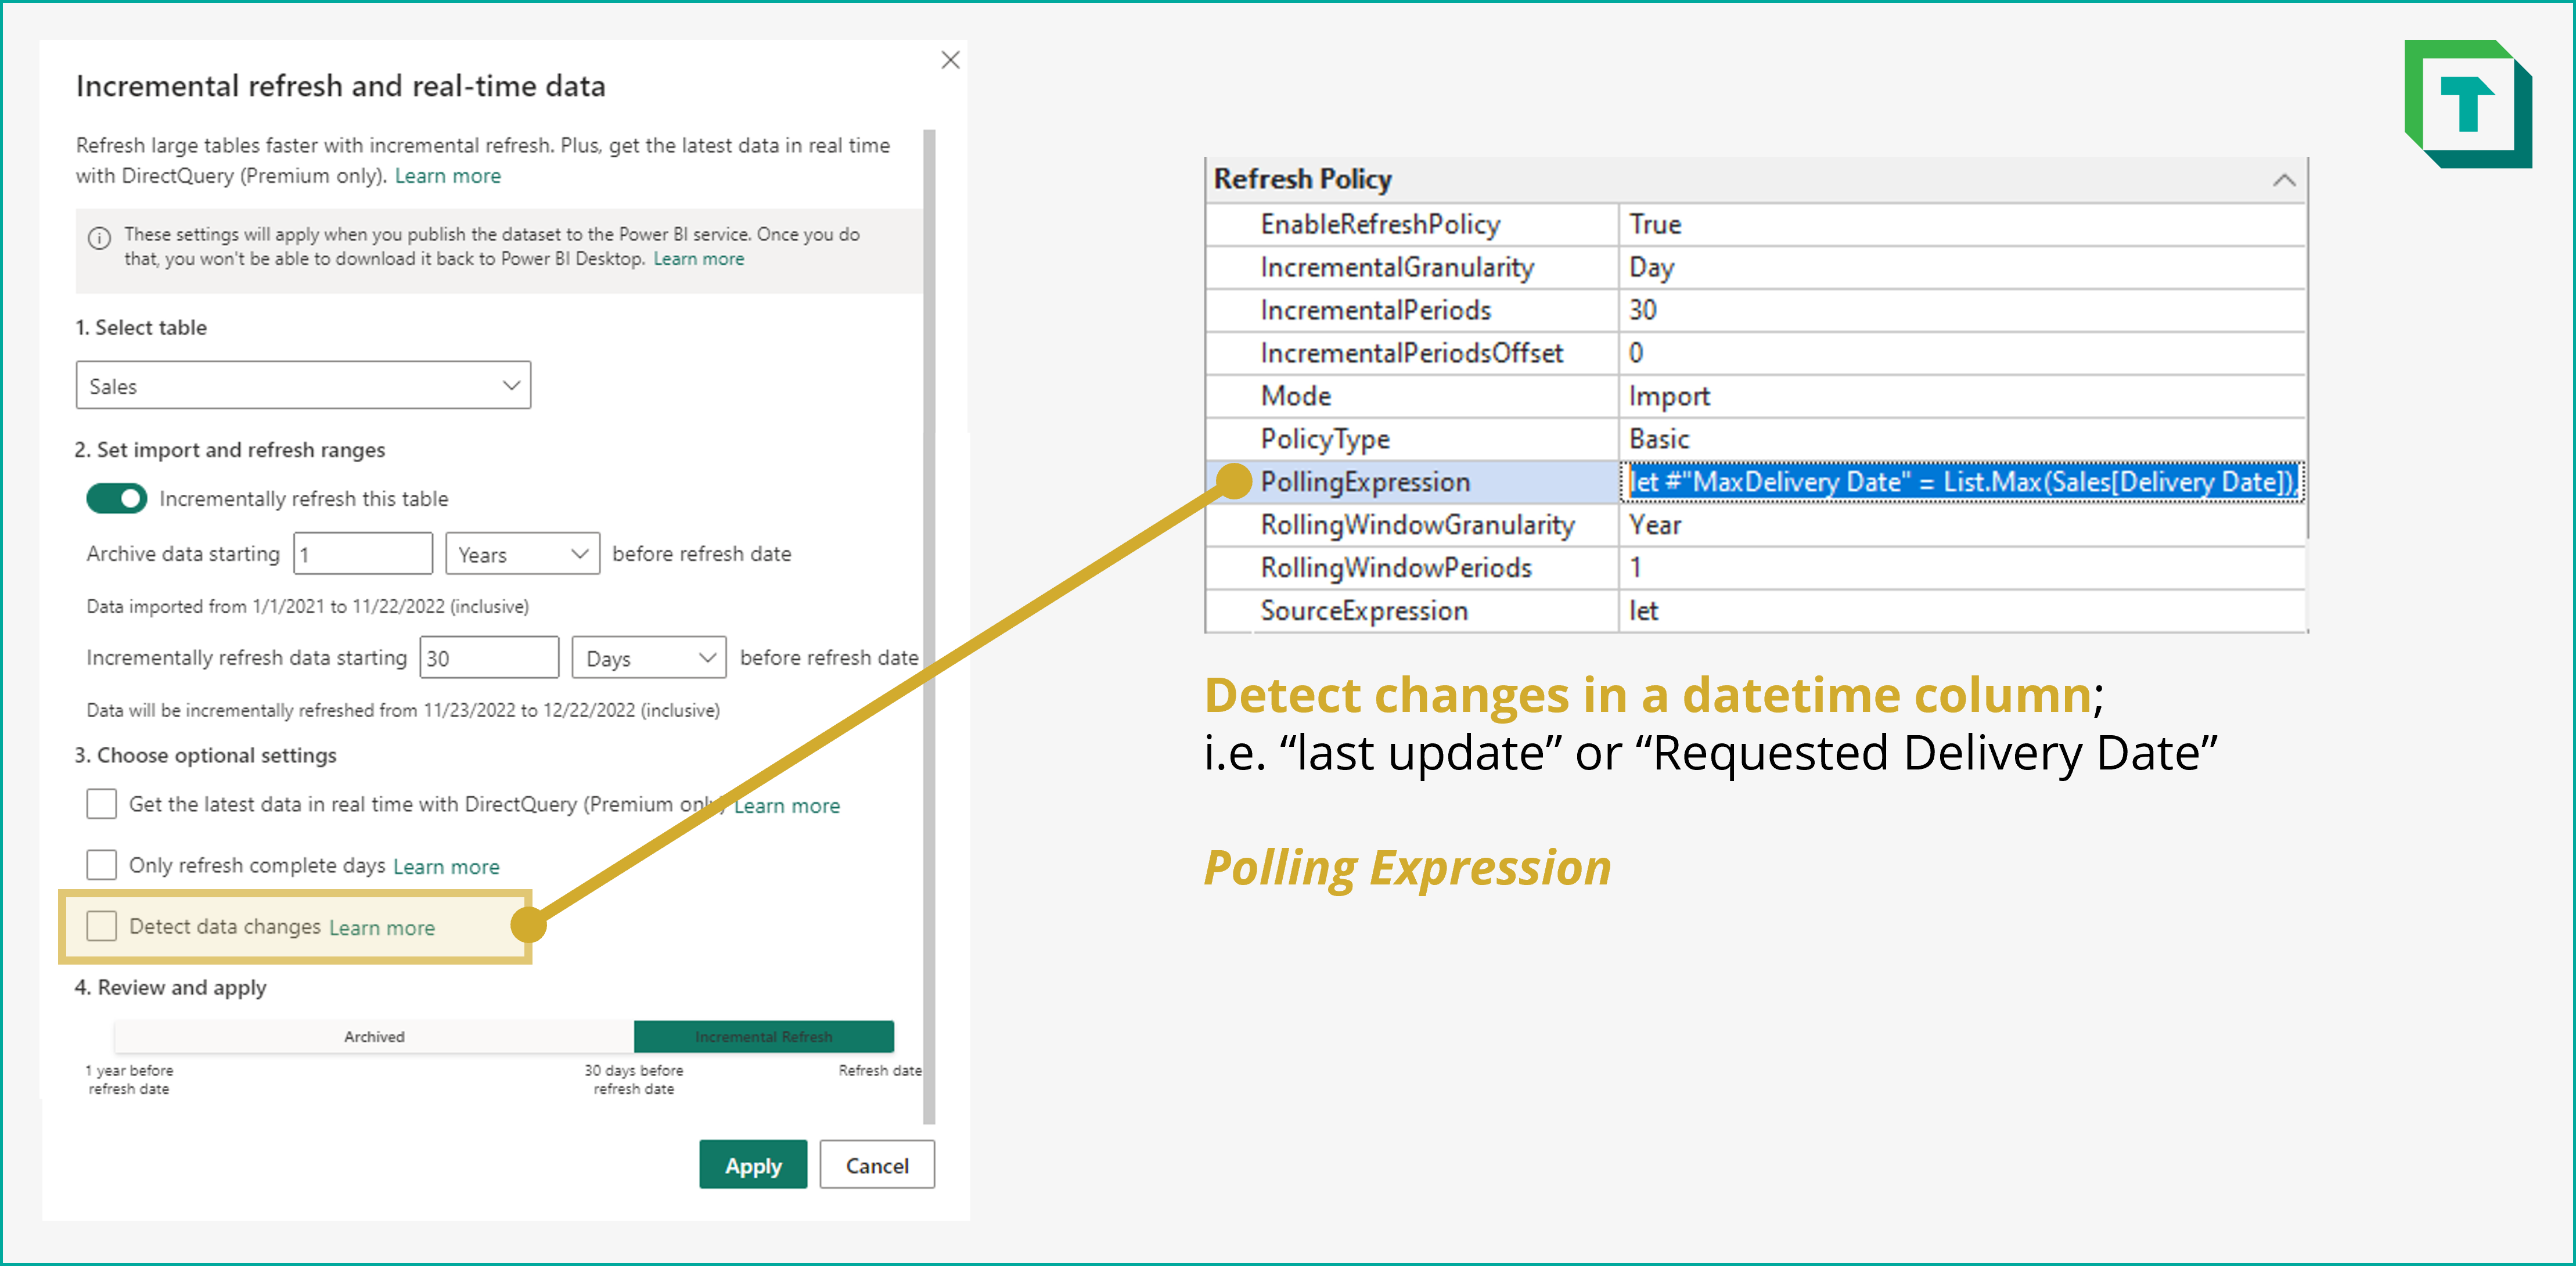 Incremental refresh and real-time data
Refresh large tables faster with incremental refresh. Plus, get the latest data in real time
with DirectQuery (Premium only). Learn more
These settings will apply when you publish the dataset to the Power BI service. Once you do
that, you won't be able to download it back to Power BI Desktop. Learn more
1. Select table
Sales
2. Set import and refresh ranges
Incrementally refresh this table
Archive data starting 1 Years before refresh date
Data imported from 1/1/2021 to 11/22/2022 (inclusive)
Incrementally refresh data starting 30 Days before refresh date
Data will be incrementally refreshed from 11/23/2022 to 12/22/2022 (inclusive)
3. Choose optional settings
Get the latest data in real time with DirectQuery (Premium only) Learn more
Only refresh complete days Learn more
Detect data changes Learn more
4. Review and apply
Archived Incremental Refresh
1 year before 30 days before Refresh date
refresh date refresh date
Apply Cancel
T
Refresh Policy
EnableRefreshPolicy True
IncrementalGranularity Day
IncrementalPeriods 30
IncrementalPeriodsOffset 0
Mode Import
PolicyType Basic
PollingExpression let #"MaxDelivery Date" = List.Max(Sales[Delivery Date]),
RollingWindowGranularity Year
RollingWindowPeriods 1
SourceExpression let
Detect changes in a datetime column;
i.e. “last update” or “Requested Delivery Date”
Polling Expression